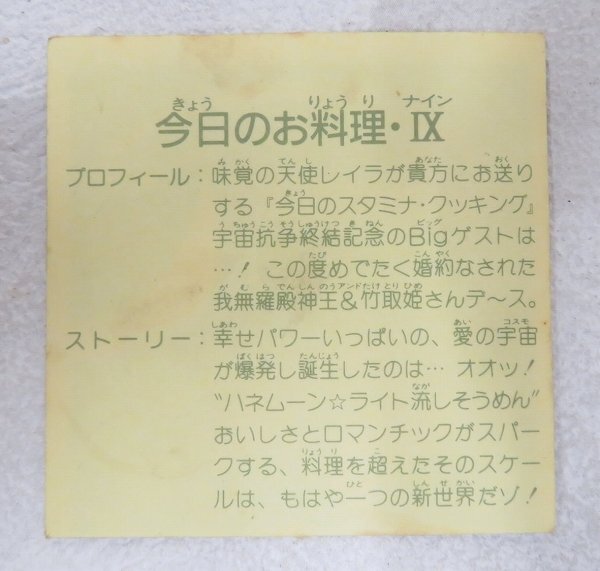 今日のお料理・Ⅸ
プロフィール：味覚の天使レイラが貴方にお送り
する『今日のスタミナ・クッキング』
宇宙抗争終結記念のBigゲストは
…！ この度めでたく婚約なされた
我無羅殿神王&竹取姫さんデ〜ス。
ストーリー：幸せパワーいっぱいの、愛の宇宙
が爆発し誕生したのは… オオッ！
“ハネムーン☆ライト流しそうめん”
おいしさとロマンチックがスパー
クする、料理を超えたそのスケー
ルは、もはや一つの新世界だゾ！